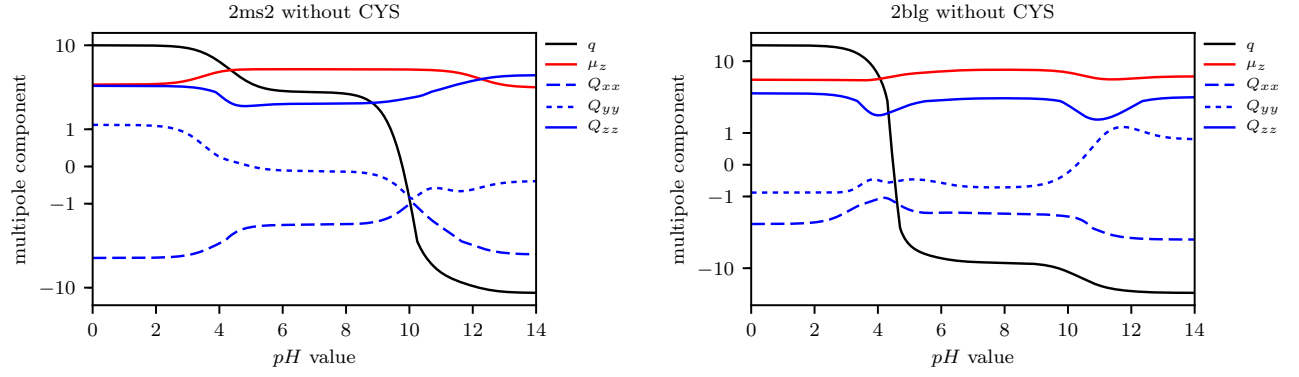 2ms2 without CYS
multipole component
10
1
0
−1
−10
0 2 4 6 8 10 12 14
pH value
q
μz
Qxx
Qyy
Qzz
2blg without CYS
multipole component
10
1
0
−1
−10
0 2 4 6 8 10 12 14
pH value
q
μz
Qxx
Qyy
Qzz